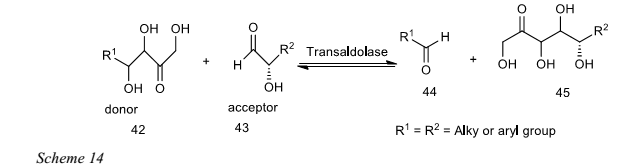 OH OH
R1
OH O
donor
42
+
O
H R2
OH
acceptor
43
Transaldolase
R1 H
O
44
+
O OH
R2
OH OH OH
45
R1 = R2 = Alky or aryl group
Scheme 14